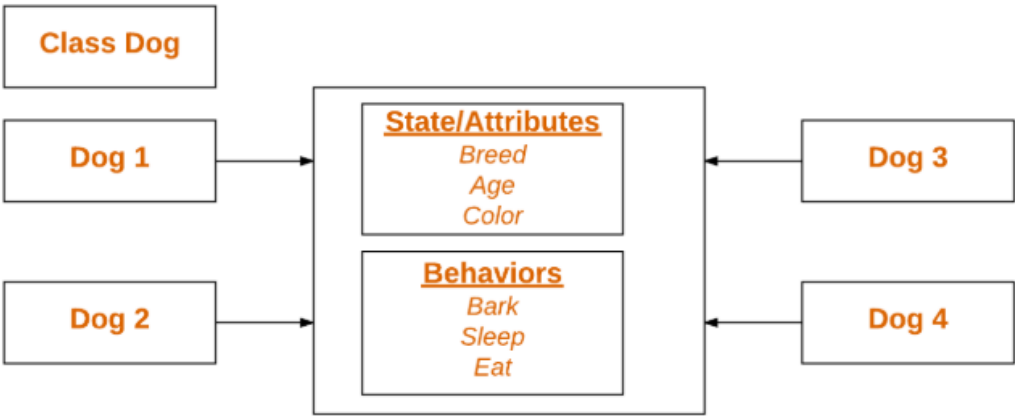 Class Dog
Dog 1
Dog 2
State/Attributes
Breed
Age
Color
Behaviors
Bark
Sleep
Eat
Dog 3
Dog 4